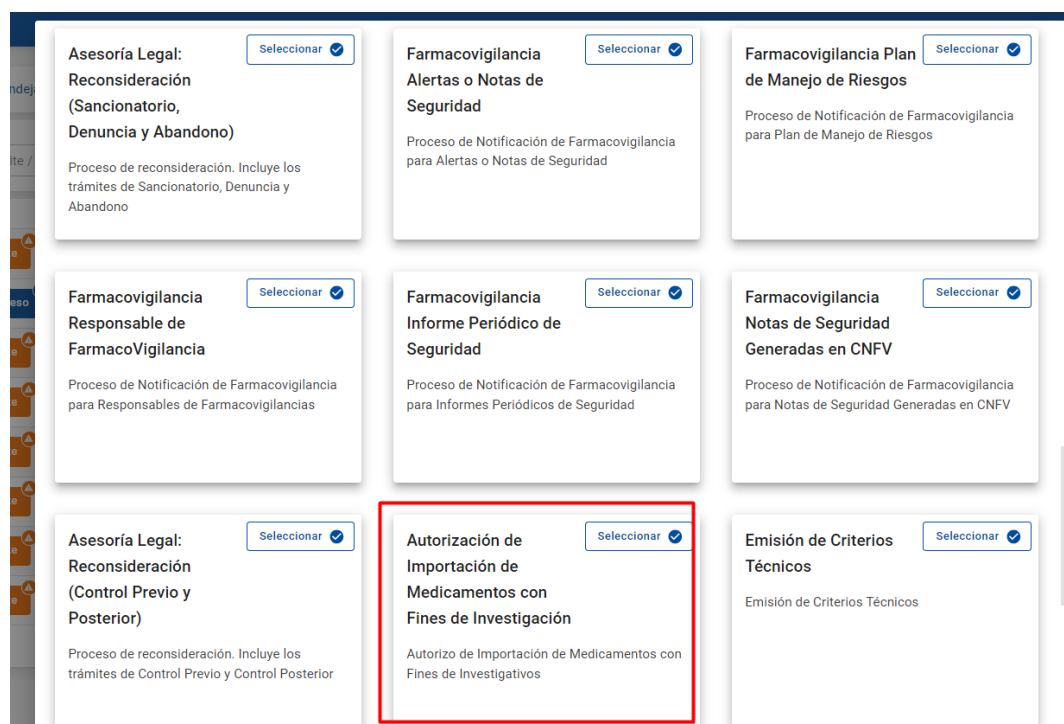 Asesoría Legal:
Reconsideración
(Sancionatorio,
Denuncia y Abandono)
Seleccionar
Proceso de reconsideración. Incluye los
trámites de Sancionatorio, Denuncia y
Abandono
Farmacovigilancia
Alertas o Notas de
Seguridad
Seleccionar
Proceso de Notificación de Farmacovigilancia
para Alertas o Notas de Seguridad
Farmacovigilancia Plan
de Manejo de Riesgos
Seleccionar
Proceso de Notificación de Farmacovigilancia
para Plan de Manejo de Riesgos
Farmacovigilancia
Responsable de
FarmacoVigilancia
Seleccionar
Proceso de Notificación de Farmacovigilancia
para Responsables de Farmacovigilancias
Farmacovigilancia
Informe Periódico de
Seguridad
Seleccionar
Proceso de Notificación de Farmacovigilancia
para Informes Periódicos de Seguridad
Farmacovigilancia
Notas de Seguridad
Generadas en CNFV
Seleccionar
Proceso de Notificación de Farmacovigilancia
para Notas de Seguridad Generadas en CNFV
Asesoría Legal:
Reconsideración
(Control Previo y
Posterior)
Seleccionar
Proceso de reconsideración. Incluye los
trámites de Control Previo y Control Posterior
Autorización de
Importación de
Medicamentos con
Fines de Investigación
Seleccionar
Autorizo de Importación de Medicamentos con
Fines de Investigativos
Emisión de Criterios
Técnicos
Seleccionar
Emisión de Criterios Técnicos